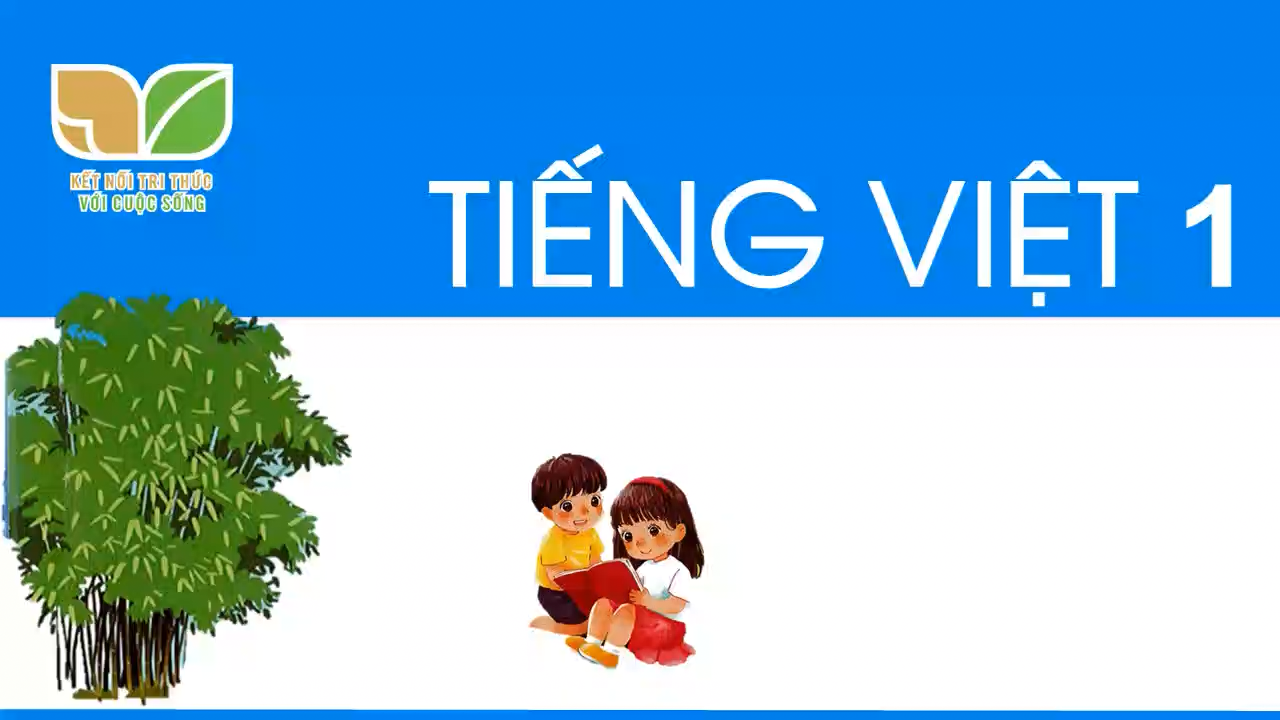 KẾT NỐI TRI THỨC
VỚI CUỘC SỐNG
TIẾNG VIỆT 1